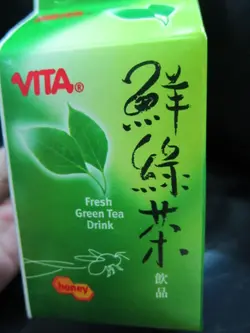 VITA®
鮮綠茶
飲品
Fresh
Green Tea
Drink
honey